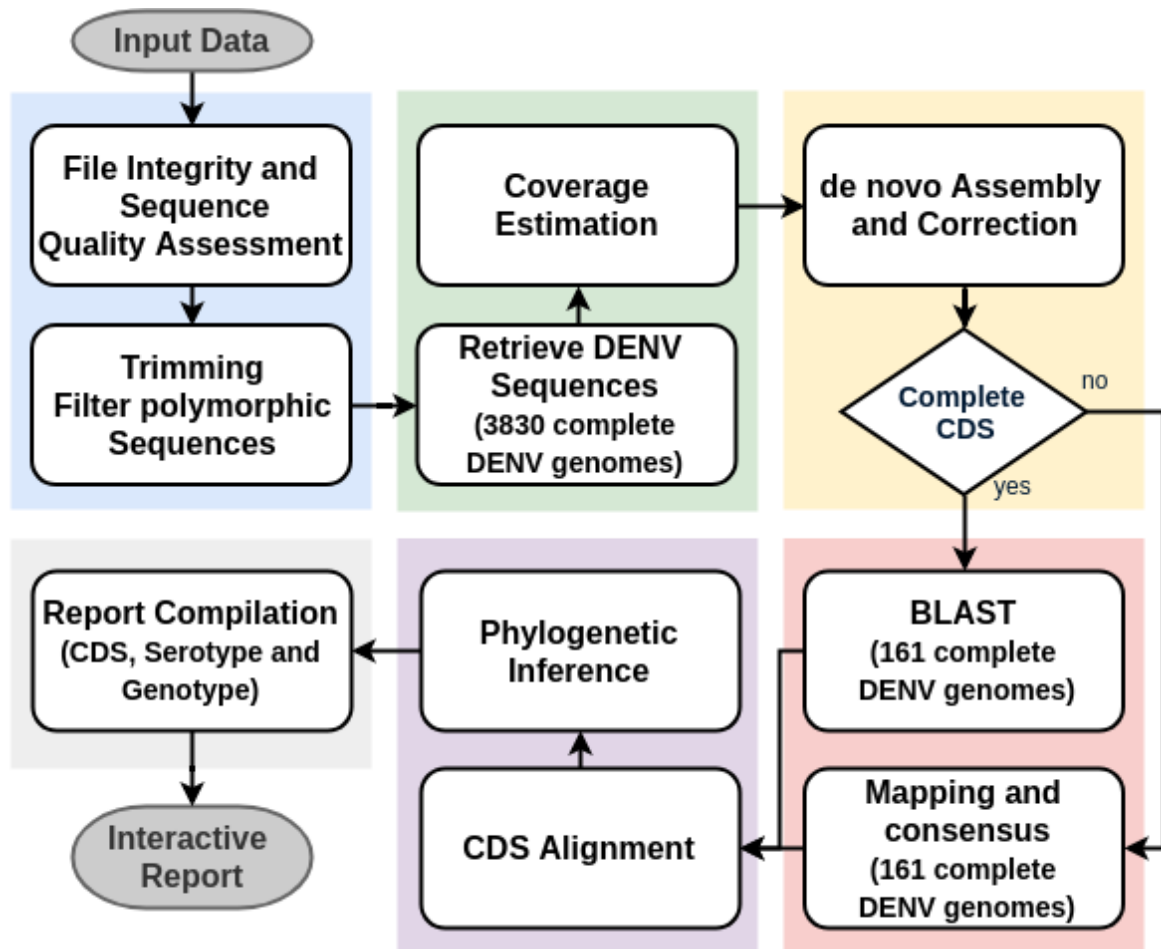 Input Data
File Integrity and
Sequence
Quality Assessment
Trimming
Filter polymorphic
Sequences
Coverage
Estimation
Retrieve DENV
Sequences
(3830 complete
DENV genomes)
de novo Assembly
and Correction
Complete
CDS
no
yes
BLAST
(161 complete
DENV genomes)
Mapping and
consensus
(161 complete
DENV genomes)
CDS Alignment
Phylogenetic
Inference
Report Compilation
(CDS, Serotype and
Genotype)
Interactive
Report